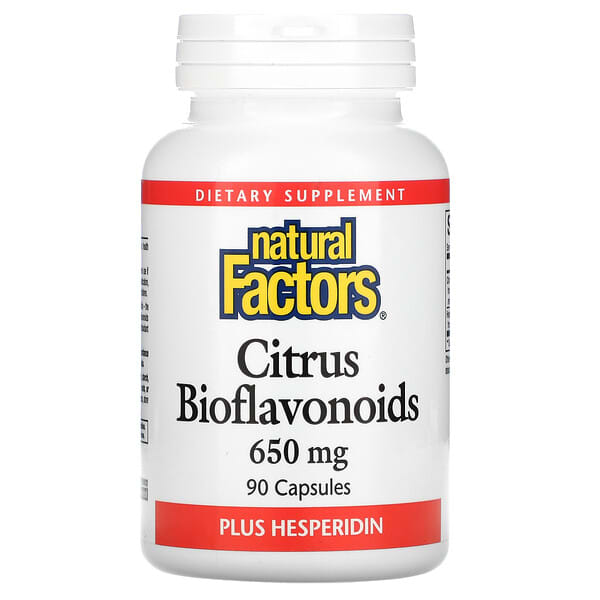 DIETARY SUPPLEMENT
natural
Factors®
Citrus
Bioflavonoids
650 mg
90 Capsules
PLUS HESPERIDIN